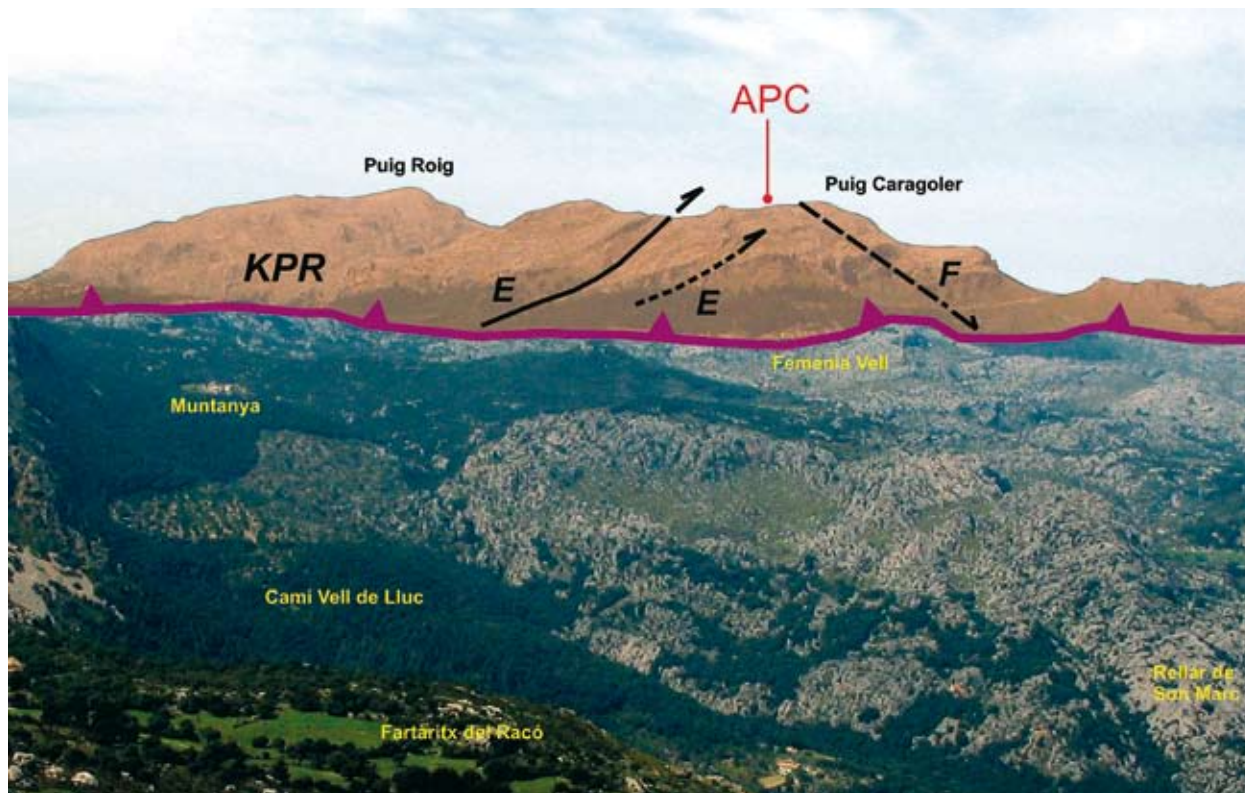 APC
Puig Roig
Puig Caragoler
KPR
E
E
F
Femenia Vell
Muntanya
Cami Vell de Lluc
Rellar de
Son Marc
Fartàritx del Racó